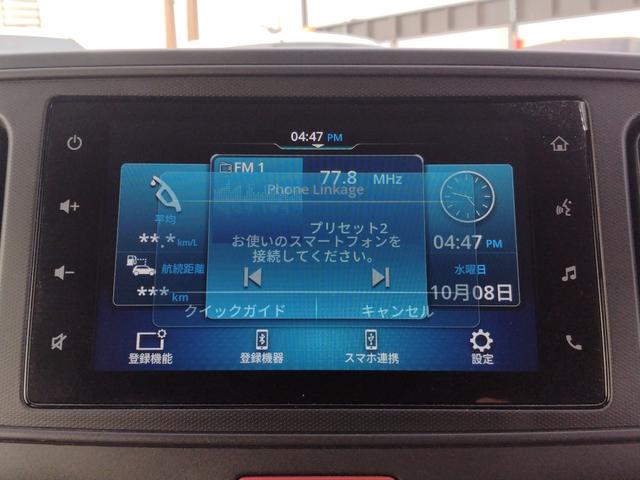 04:47 PM
FM 1
77.8 MHz
Phone Linkage
平均
**.* km/L
航続距離
*** km
プリセット2
お使いのスマートフォンを
接続してください。
クイックガイド
キャンセル
04:47 PM
水曜日
10月08日
登録機能
登録機器
スマホ連携
設定